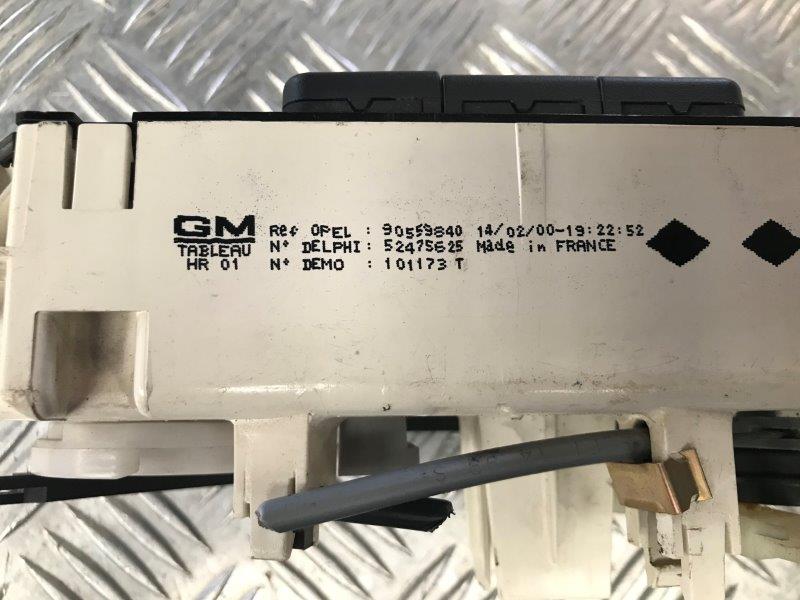 GM
TABLEAU
HR 01
Ref OPEL : 90559840 14/02/00-19:22:52
N° DELPHI: 52475625 Made in FRANCE
N° DEMO : 101173 T